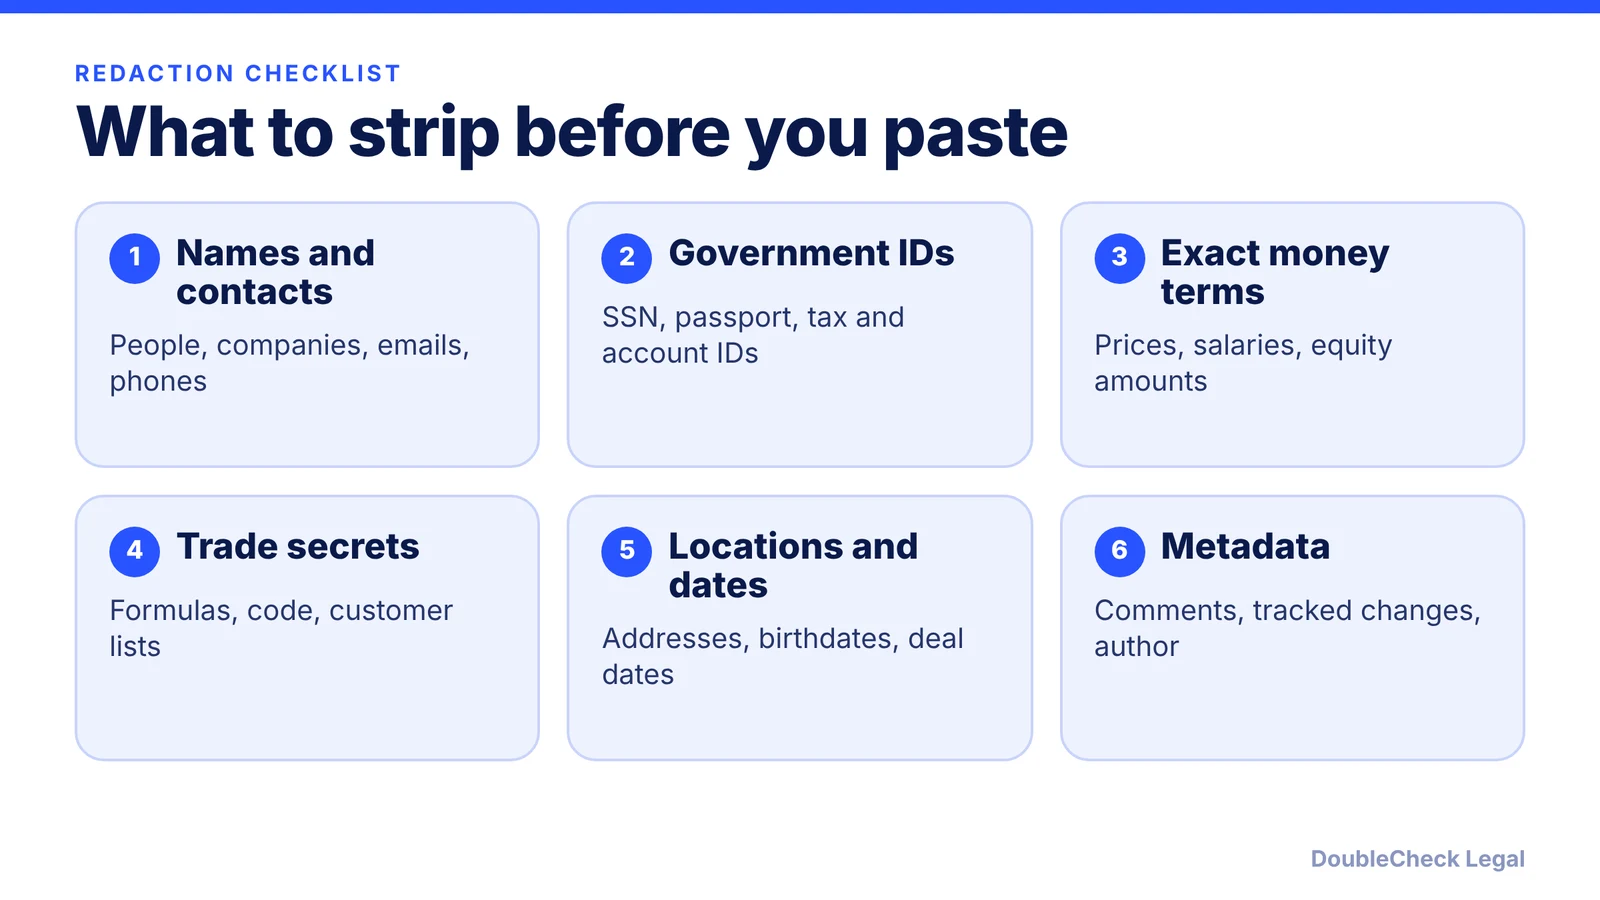 REDACTION CHECKLIST
What to strip before you paste
1
Names and
contacts
People, companies, emails,
phones
2
Government IDs
SSN, passport, tax and
account IDs
3
Exact money
terms
Prices, salaries, equity
amounts
4
Trade secrets
Formulas, code, customer
lists
5
Locations and
dates
Addresses, birthdates, deal
dates
6
Metadata
Comments, tracked changes,
author
DoubleCheck Legal